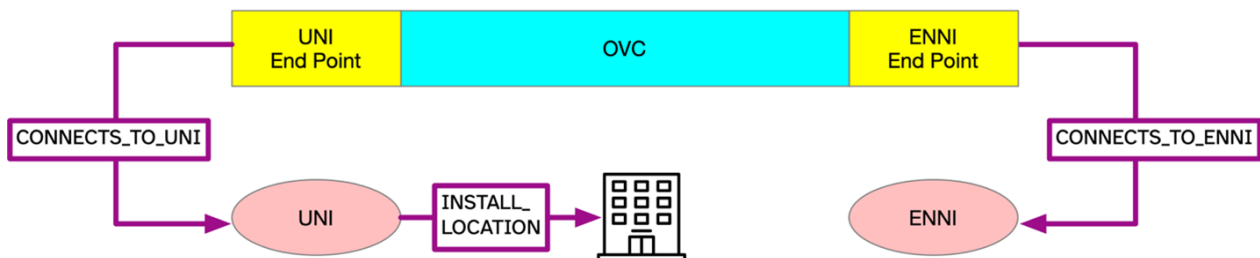 UNI
End Point
OVC
ENNI
End Point
CONNECTS_TO_UNI
CONNECTS_TO_ENNI
UNI
INSTALL_
LOCATION
ENNI